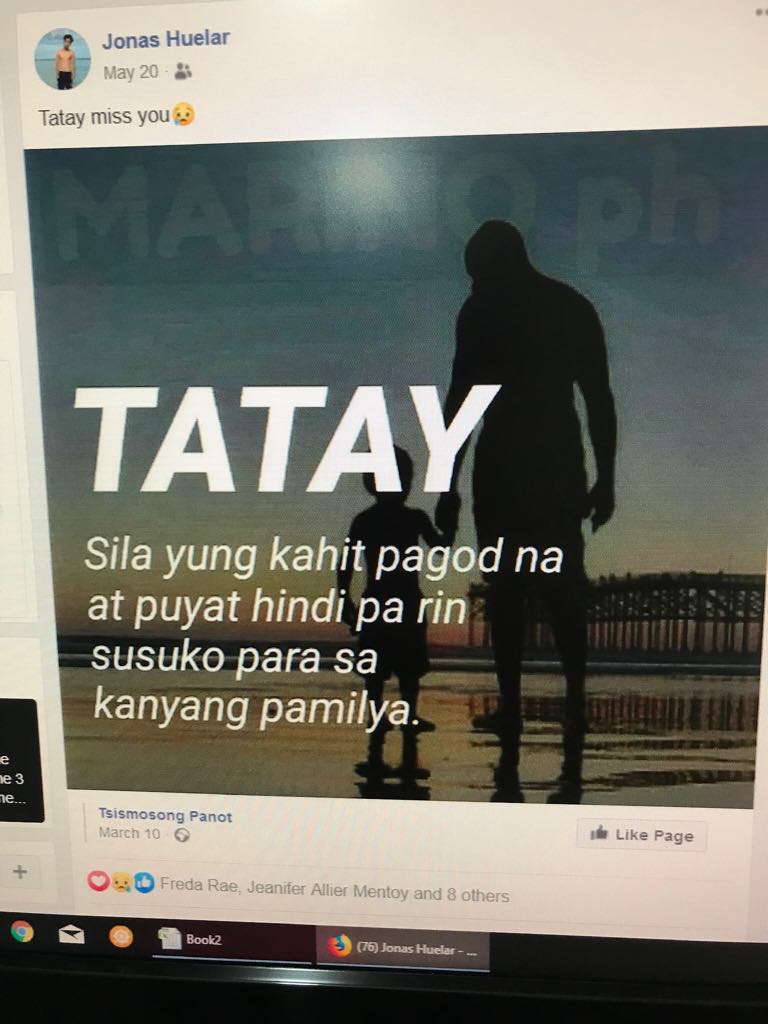 Jonas Huelar
May 20
Tatay miss you
MARINO.ph
TATAY
Sila yung kahit pagod na
at puyat hindi pa rin
susuko para sa
kanyang pamilya.
Tsismosong Panot
March 10
Like Page
Freda Rae, Jeanifer Allier Mentoy and 8 others
e
ne 3
ne...
+
Book2
(76) Jonas Huelar - ...